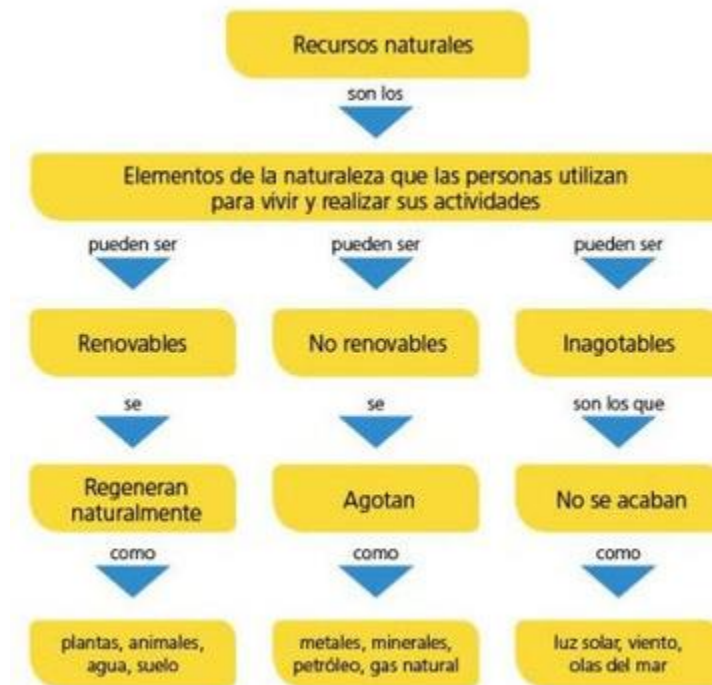 Recursos naturales
son los
Elementos de la naturaleza que las personas utilizan
para vivir y realizar sus actividades
pueden ser
pueden ser
pueden ser
Renovables
No renovables
Inagotables
se
se
son los que
Regeneran
naturalmente
Agotan
No se acaban
como
como
como
plantas, animales,
agua, suelo
metales, minerales,
petróleo, gas natural
luz solar, viento,
olas del mar